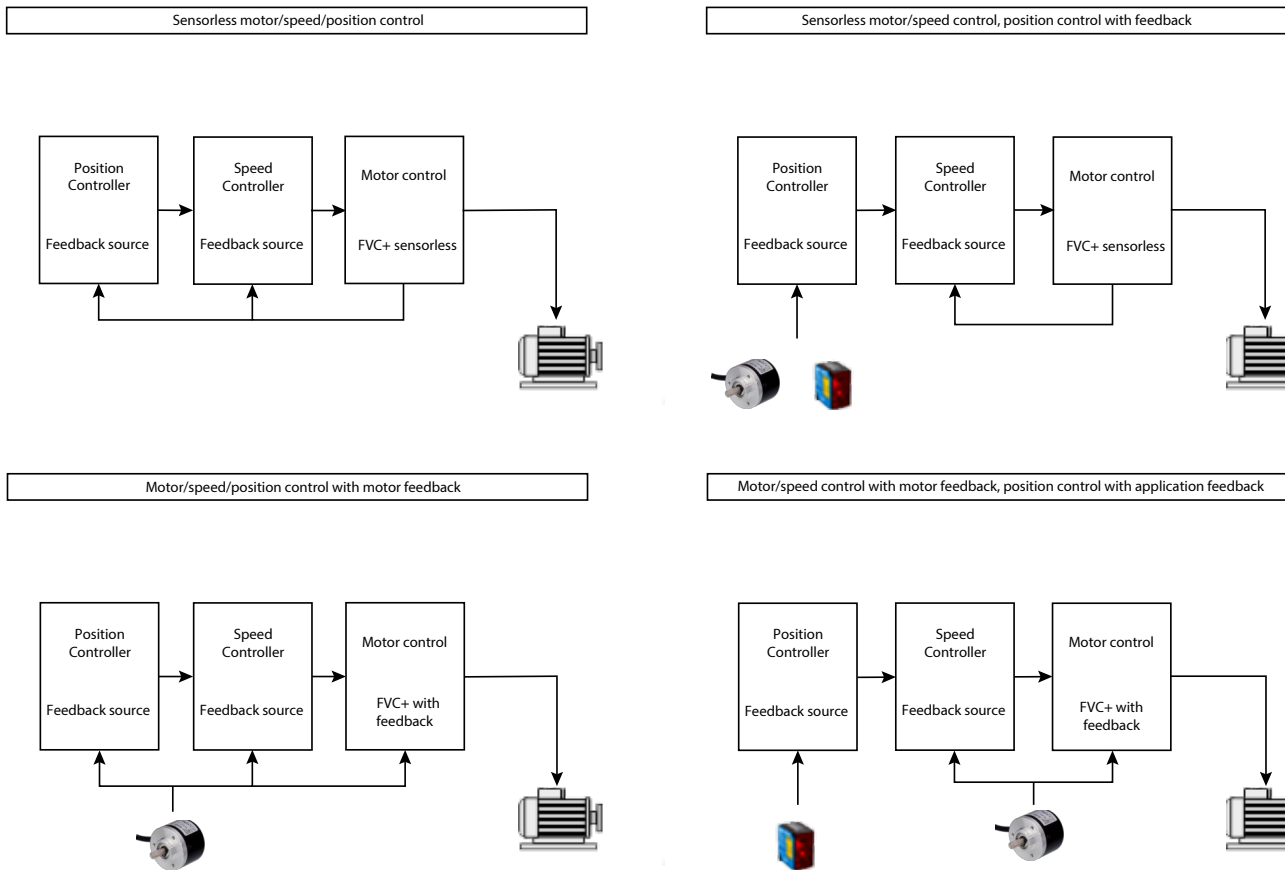 Sensorless motor/speed/position control
Position
Controller
Feedback source
Speed
Controller
Feedback source
Motor control
FVC+ sensorless
Sensorless motor/speed control, position control with feedback
Position
Controller
Feedback source
Speed
Controller
Feedback source
Motor control
FVC+ sensorless
Motor/speed/position control with motor feedback
Position
Controller
Feedback source
Speed
Controller
Feedback source
Motor control
FVC+ with
feedback
Motor/speed control with motor feedback, position control with application feedback
Position
Controller
Feedback source
Speed
Controller
Feedback source
Motor control
FVC+ with
feedback